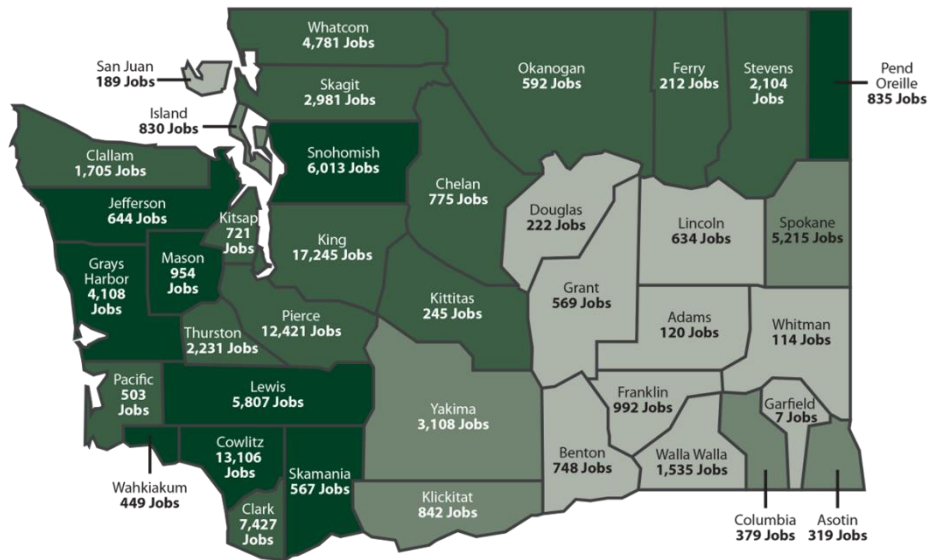 Whatcom
4,781 Jobs
San Juan
189 Jobs
Skagit
2,981 Jobs
Okanogan
592 Jobs
Ferry
212 Jobs
Stevens
2,104
Jobs
Pend
Oreille
835 Jobs
Island
830 Jobs
Clallam
1,705 Jobs
Snohomish
6,013 Jobs
Chelan
775 Jobs
Jefferson
644 Jobs
Kitsap
721
Jobs
Douglas
222 Jobs
Lincoln
634 Jobs
Spokane
5,215 Jobs
King
17,245 Jobs
Mason
954
Jobs
Grays
Harbor
4,108
Jobs
Kittitas
245 Jobs
Grant
569 Jobs
Adams
120 Jobs
Whitman
114 Jobs
Pierce
12,421 Jobs
Thurston
2,231 Jobs
Pacific
503
Jobs
Lewis
5,807 Jobs
Yakima
3,108 Jobs
Franklin
992 Jobs
Garfield
7 Jobs
Cowlitz
13,106
Jobs
Skamania
567 Jobs
Benton
748 Jobs
Walla Walla
1,535 Jobs
Wahkiakum
449 Jobs
Clark
7,427
Jobs
Klickitat
842 Jobs
Columbia
379 Jobs
Asotin
319 Jobs